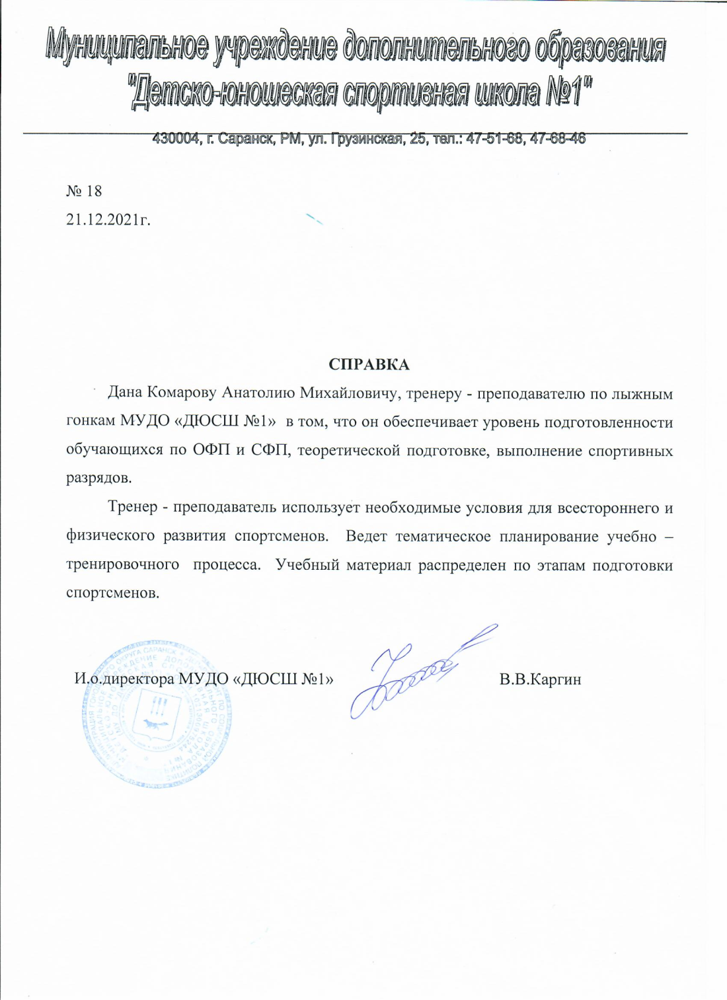 Муниципальное учреждение дополнительного образования
"Детско-юношеская спортивная школа №1"
430004, г. Саранск, РМ, ул. Грузинская, 25, тел.: 47-51-68, 47-68-46
№ 18
21.12.2021г.
СПРАВКА
Дана Комарову Анатолию Михайловичу, тренеру - преподавателю по лыжным
гонкам МУДО «ДЮСШ №1» в том, что он обеспечивает уровень подготовленности
обучающихся по ОФП и СФП, теоретической подготовке, выполнение спортивных
разрядов.
Тренер - преподаватель использует необходимые условия для всестороннего и
физического развития спортсменов. Ведет тематическое планирование учебно –
тренировочного процесса. Учебный материал распределен по этапам подготовки
спортсменов.
И.о.директора МУДО «ДЮСШ №1» В.В.Каргин